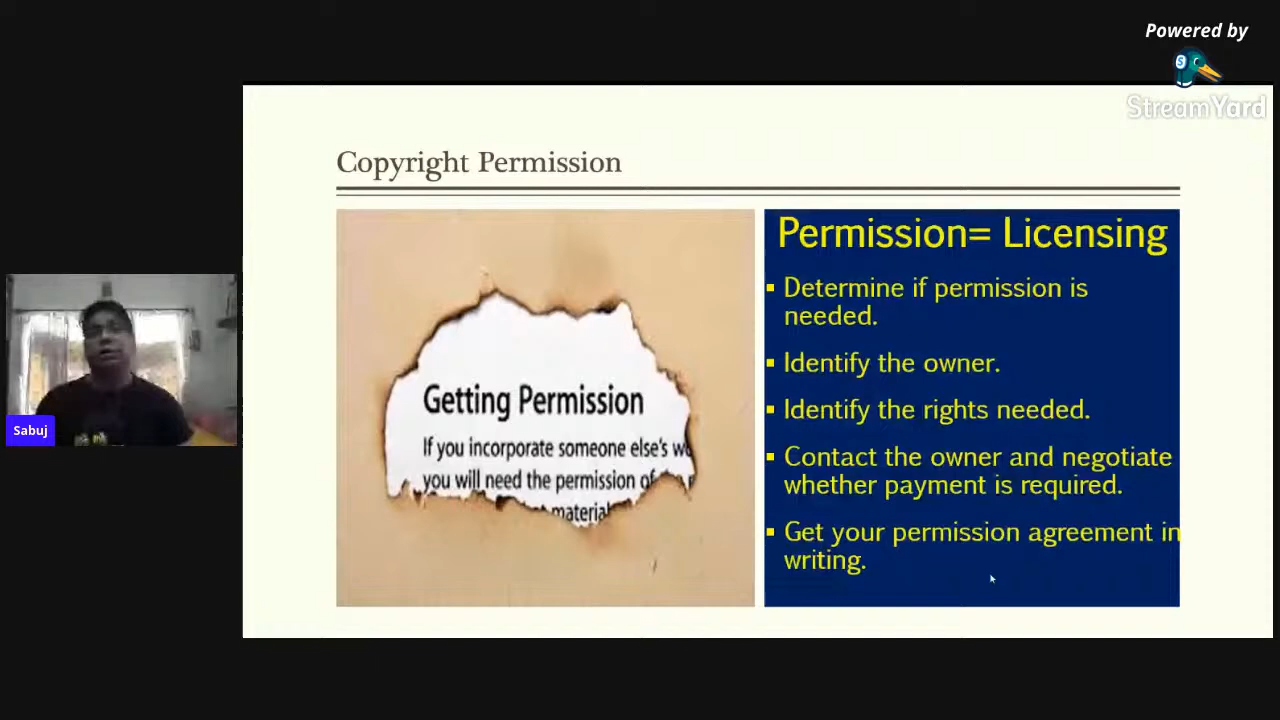 Powered by
StreamYard
Copyright Permission
Getting Permission
If you incorporate someone else's
you will need the permission of
material
Permission= Licensing
▪ Determine if permission is
needed.
▪ Identify the owner.
▪ Identify the rights needed.
▪ Contact the owner and negotiate
whether payment is required.
▪ Get your permission agreement in
writing.
Sabuj